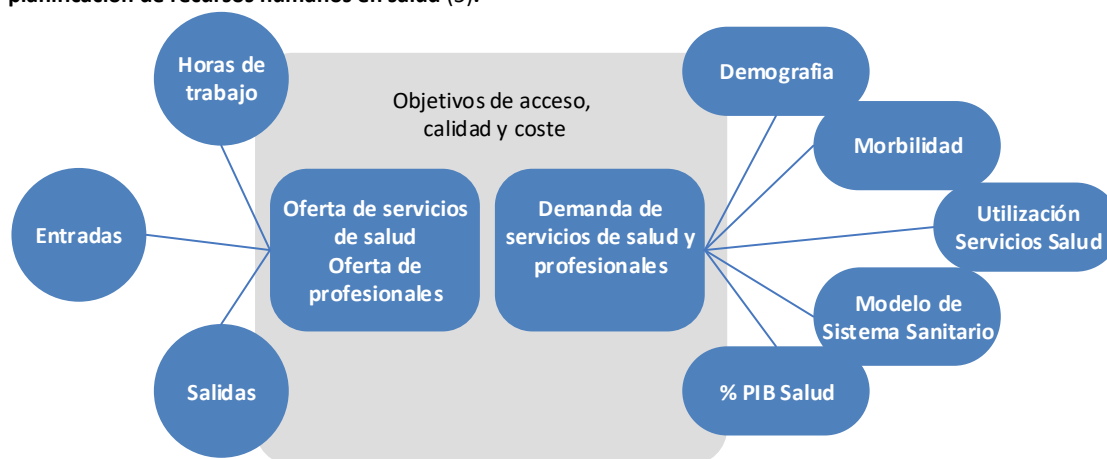 planificación de recursos humanos en salud (3).
Horas de
trabajo
Entradas
Salidas
Objetivos de acceso,
calidad y coste
Oferta de servicios
de salud
Oferta de
profesionales
Demanda de
servicios de salud y
profesionales
Demografia
Morbilidad
Utilización
Servicios Salud
Modelo de
Sistema Sanitario
% PIB Salud